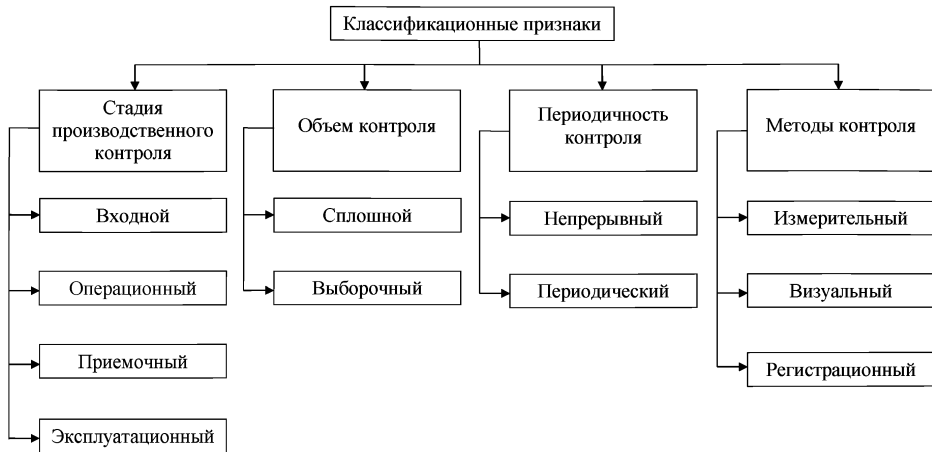 Классификационные признаки
Стадия
производственного
контроля
Объем контроля
Периодичность
контроля
Методы контроля
Входной
Сплошной
Непрерывный
Измерительный
Операционный
Выборочный
Периодический
Визуальный
Приемочный
Регистрационный
Эксплуатационный